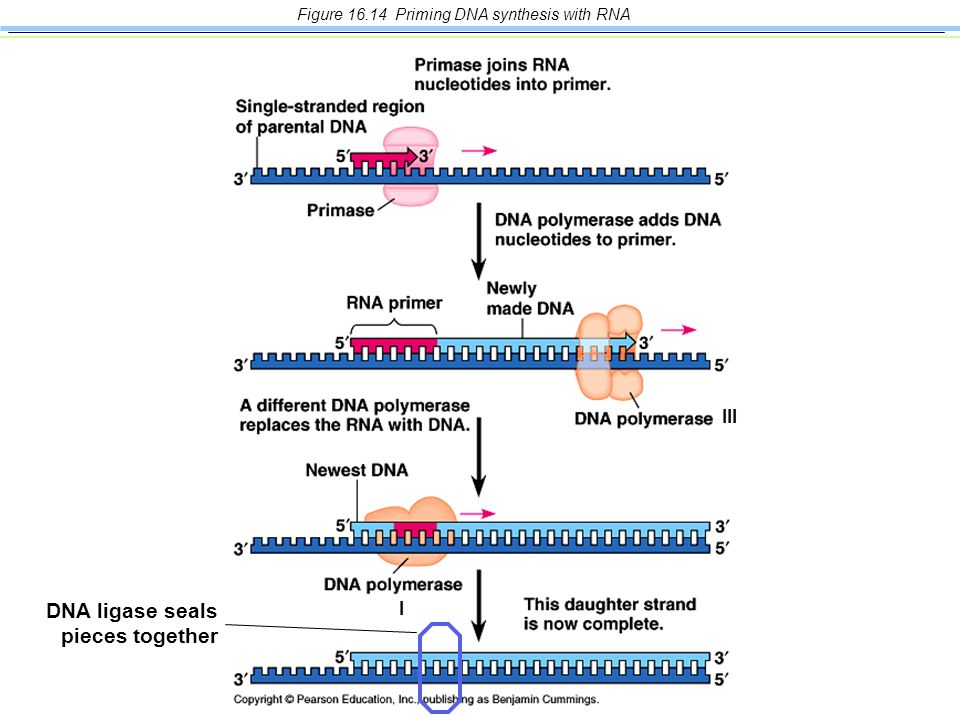 Figure 16.14 Priming DNA synthesis with RNA
Primase joins RNA
nucleotides into primer.
Single-stranded region
of parental DNA
5′ 3′
3′ 5′
Primase
DNA polymerase adds DNA
nucleotides to primer.
Newly
made DNA
RNA primer
5′ 3′
3′ 5′
DNA polymerase III
A different DNA polymerase
replaces the RNA with DNA.
Newest DNA
5′ 3′
3′ 5′
DNA polymerase
I
DNA ligase seals
pieces together
This daughter strand
is now complete.
5′ 3′
3′ 5′
Copyright © Pearson Education, Inc., publishing as Benjamin Cummings.